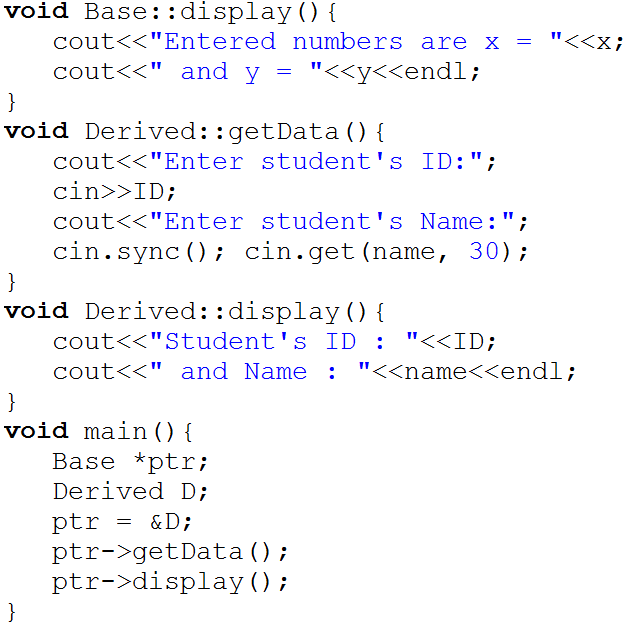 void Base::display(){
cout<<"Entered numbers are x = "<<x;
cout<<" and y = "<<y<<endl;
}
void Derived::getData(){
cout<<"Enter student's ID:";
cin>>ID;
cout<<"Enter student's Name:";
cin.sync(); cin.get(name, 30);
}
void Derived::display(){
cout<<"Student's ID : "<<ID;
cout<<" and Name : "<<name<<endl;
}
void main(){
Base *ptr;
Derived D;
ptr = &D;
ptr->getData();
ptr->display();
}